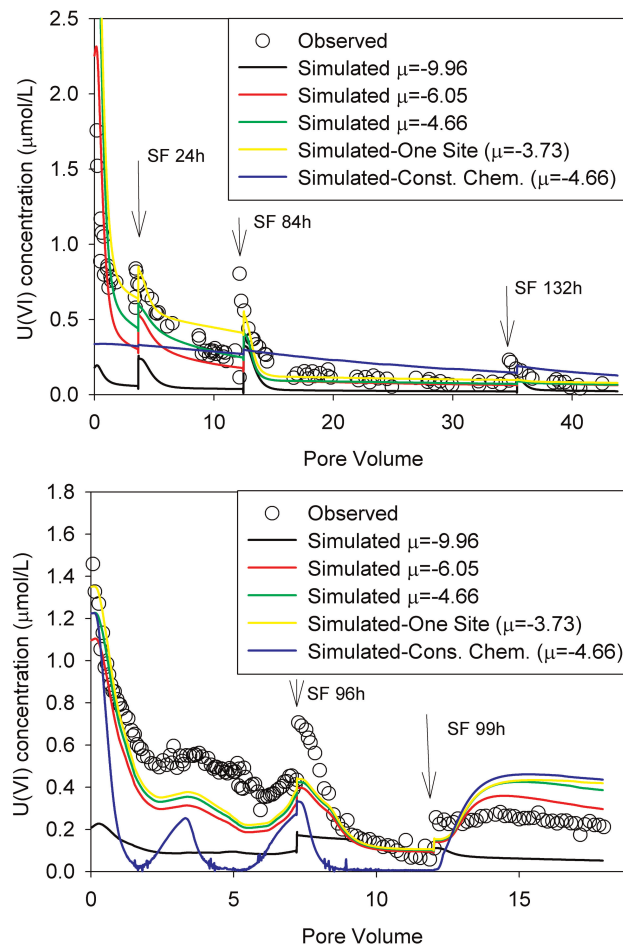 2.5
2.0
1.5
1.0
0.5
0.0
U(VI) concentration (μmol/L)
Observed
Simulated μ=-9.96
Simulated μ=-6.05
Simulated μ=-4.66
Simulated-One Site (μ=-3.73)
Simulated-Const. Chem. (μ=-4.66)
SF 24h
SF 84h
SF 132h
0 10 20 30 40
Pore Volume
1.8
1.6
1.4
1.2
1.0
0.8
0.6
0.4
0.2
0.0
U(VI) concentration (μmol/L)
Observed
Simulated μ=-9.96
Simulated μ=-6.05
Simulated μ=-4.66
Simulated-One Site (μ=-3.73)
Simulated-Cons. Chem. (μ=-4.66)
SF 96h
SF 99h
0 5 10 15
Pore Volume